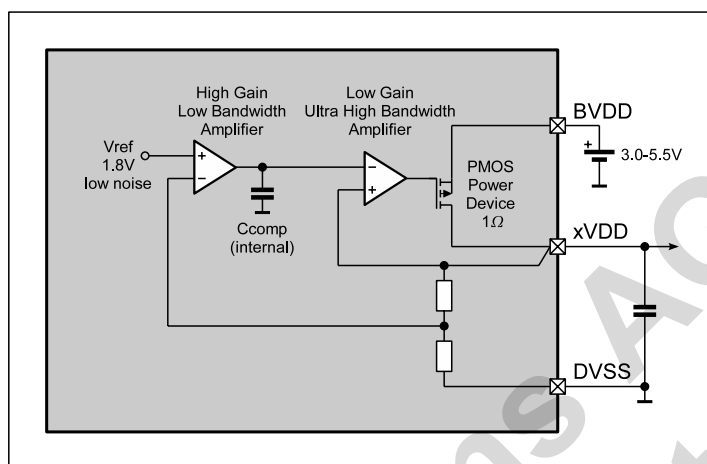 High Gain
Low Bandwidth
Amplifier
Low Gain
Ultra High Bandwidth
Amplifier
BVDD
Vref
1.8V
low noise
+
−
−
+
+
3.0-5.5V
PMOS
Power
Device
1Ω
Ccomp
(internal)
xVDD
DVSS